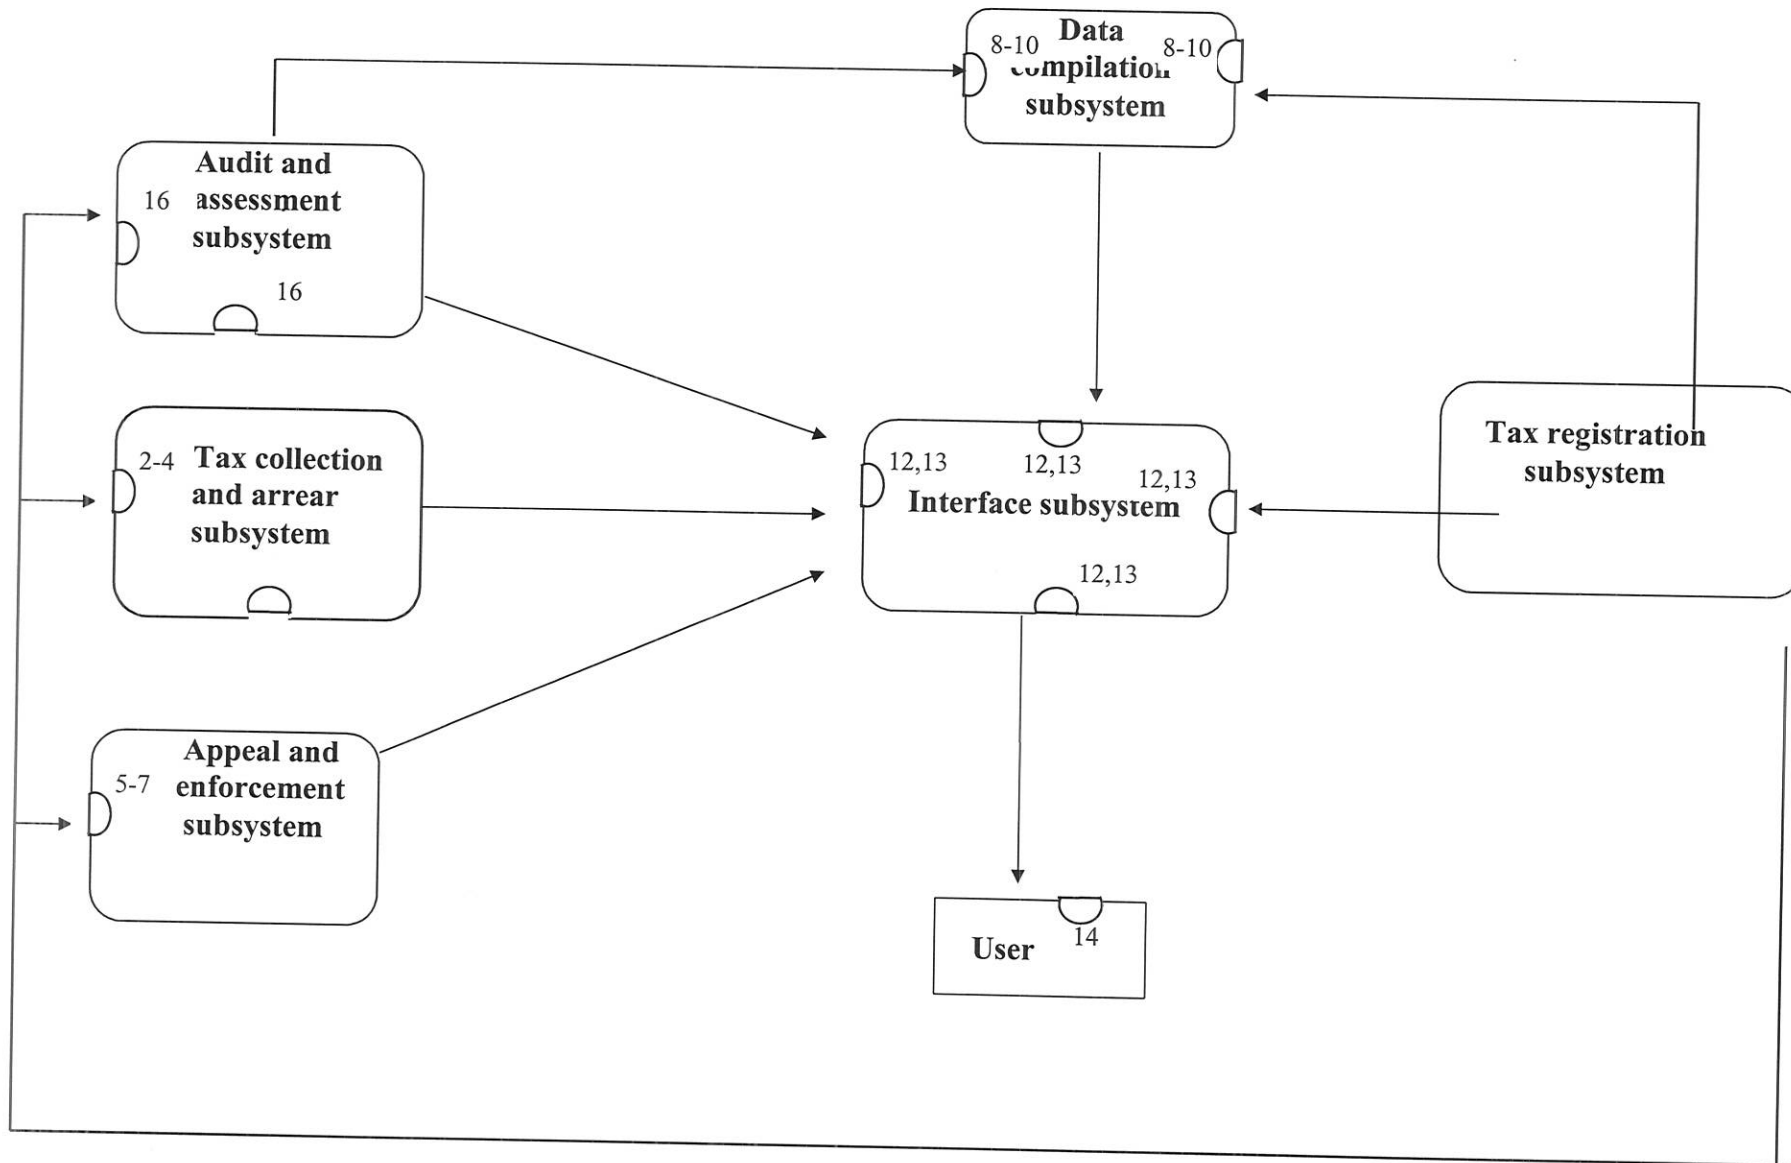 Data
8-10
8-10
compilation
subsystem
Audit and
16 assessment
subsystem
16
2-4 Tax collection
and arrear
subsystem
12,13
12,13
12,13
Interface subsystem
12,13
Tax registration
subsystem
Appeal and
5-7 enforcement
subsystem
User
14